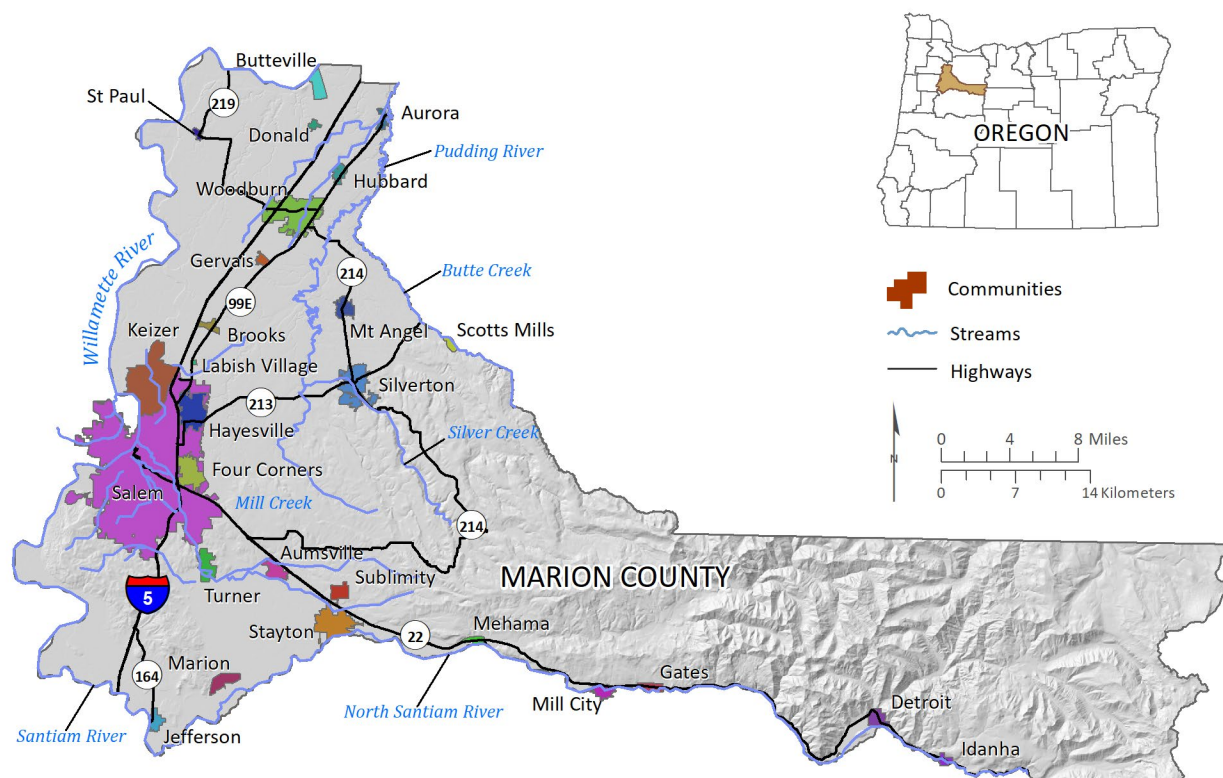 Butteville
St Paul
219
Donald
Aurora
Pudding River
Woodburn
Hubbard
OREGON
Willamette River
Gervais
214
Butte Creek
99E
Communities
Keizer
Brooks
Mt Angel
Scotts Mills
Streams
Labish Village
Silverton
Highways
213
Hayesville
Silver Creek
N
0 4 8 Miles
0 7 14 Kilometers
Four Corners
Salem
Mill Creek
214
Aumsville
Sublimity
MARION COUNTY
5
Turner
Stayton
22
Mehama
164
Marion
Gates
Mill City
Detroit
North Santiam River
Santiam River
Jefferson
Idanha